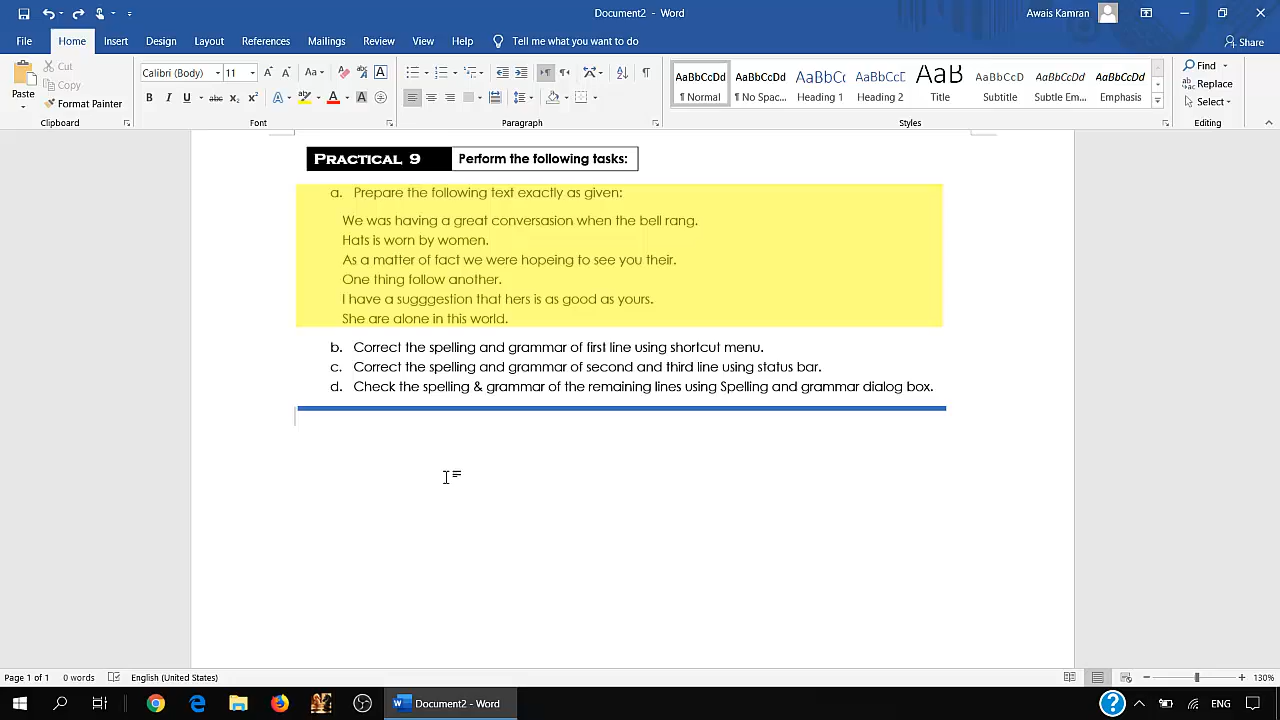 Document2 - Word
Awais Kamran
File Home Insert Design Layout References Mailings Review View Help Tell me what you want to do Share
Paste Cut Copy Format Painter
Calibri (Body) 11
AaBbCcDd AaBbCcDd AaBbCc AaBbCcD AaB AaBbCcD AaBbCcDd AaBbCcDd
¶ Normal ¶ No Spac... Heading 1 Heading 2 Title Subtitle Subtle Em... Emphasis
Find Replace Select
Clipboard Font Paragraph Styles Editing
PRACTICAL 9 Perform the following tasks:
a. Prepare the following text exactly as given:
We was having a great conversasion when the bell rang.
Hats is worn by women.
As a matter of fact we were hopeing to see you their.
One thing follow another.
I have a sugggestion that hers is as good as yours.
She are alone in this world.
b. Correct the spelling and grammar of first line using shortcut menu.
c. Correct the spelling and grammar of second and third line using status bar.
d. Check the spelling & grammar of the remaining lines using Spelling and grammar dialog box.
Page 1 of 1 0 words English (United States) 130%
Document2 - Word ENG